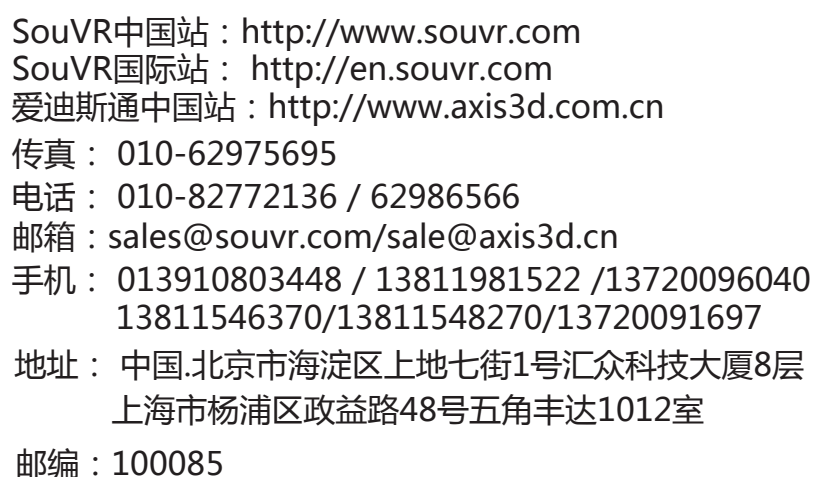 SouVR中国站：http://www.souvr.com
SouVR国际站： http://en.souvr.com
爱迪斯通中国站：http://www.axis3d.com.cn
传真： 010-62975695
电话： 010-82772136 / 62986566
邮箱：sales@souvr.com/sale@axis3d.cn
手机： 013910803448 / 13811981522 /13720096040
13811546370/13811548270/13720091697
地址： 中国.北京市海淀区上地七街1号汇众科技大厦8层
上海市杨浦区政益路48号五角丰达1012室
邮编：100085